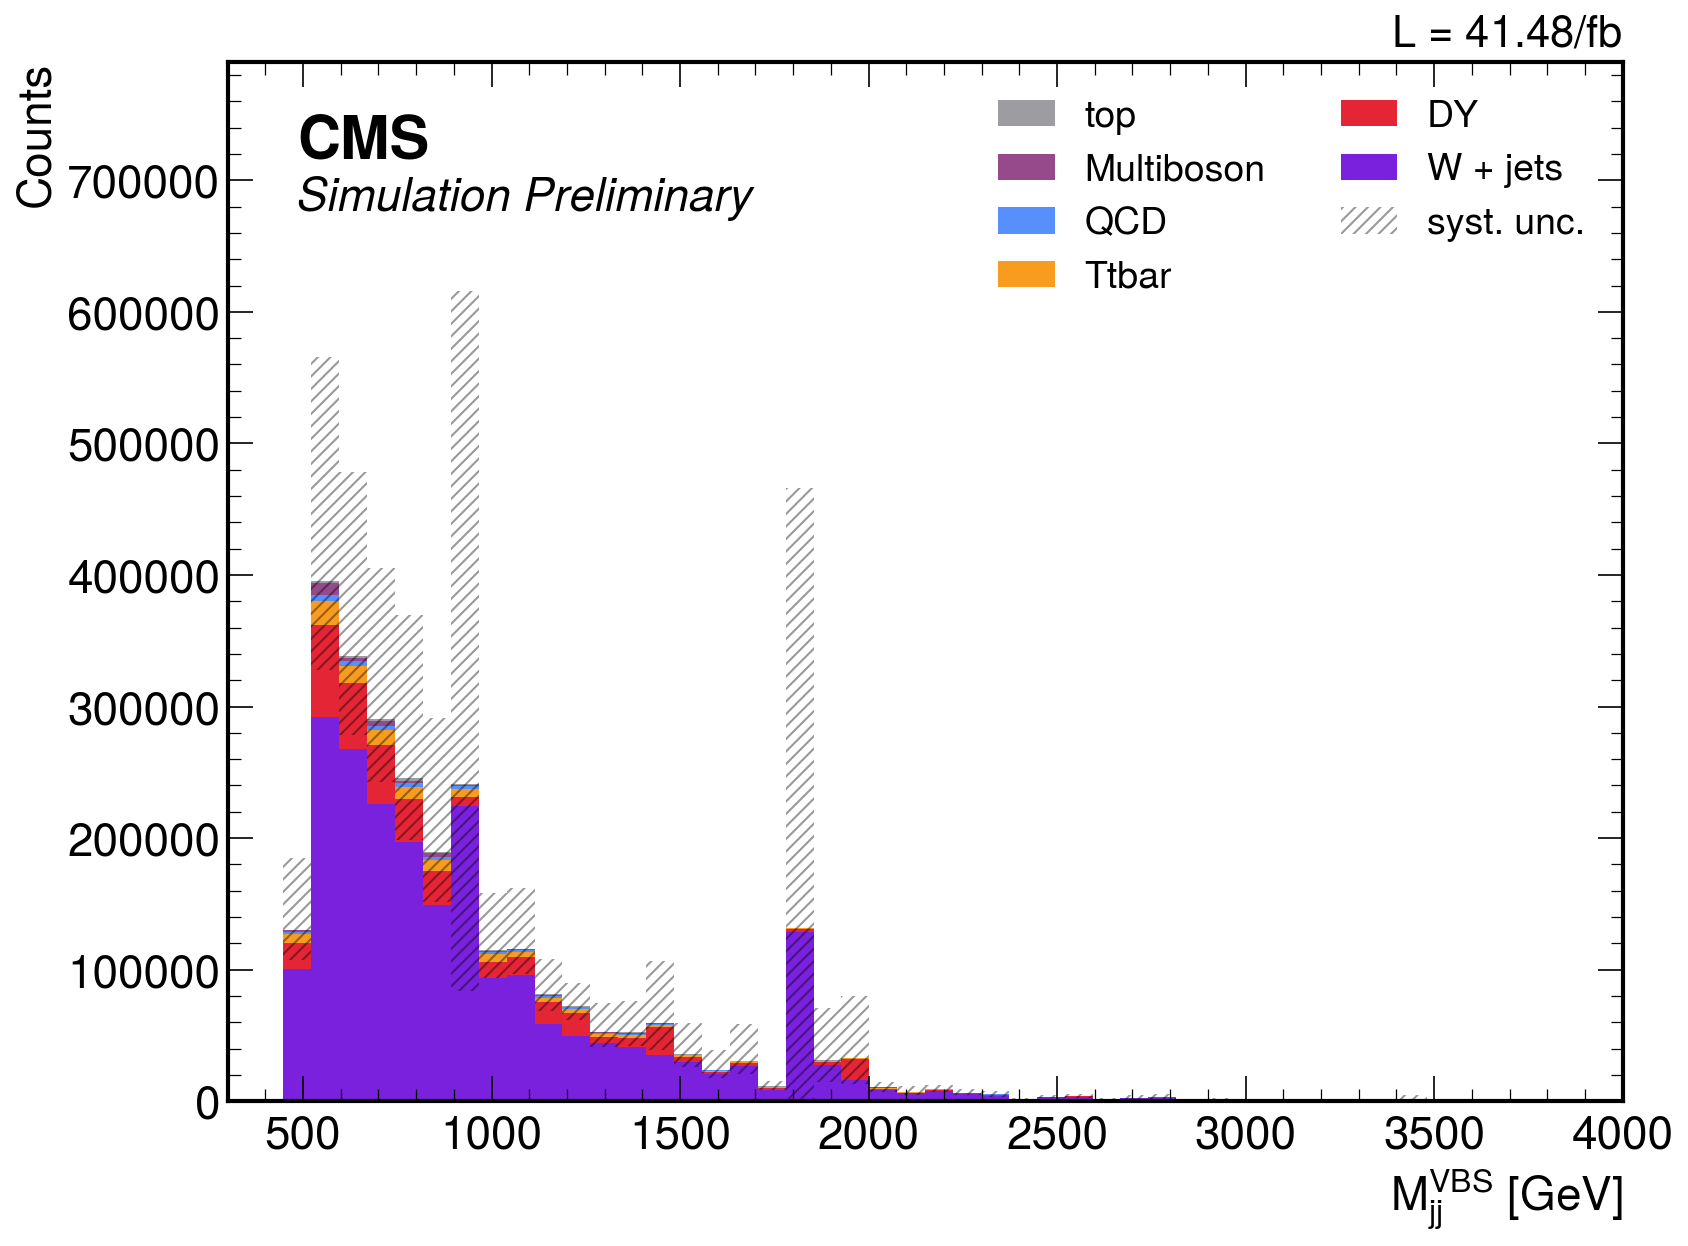 L = 41.48/fb
Counts
CMS
Simulation Preliminary
top
Multiboson
QCD
Ttbar
DY
W + jets
syst. unc.
700000
600000
500000
400000
300000
200000
100000
0
500 1000 1500 2000 2500 3000 3500 4000
M_{jj}^{VBS} [GeV]